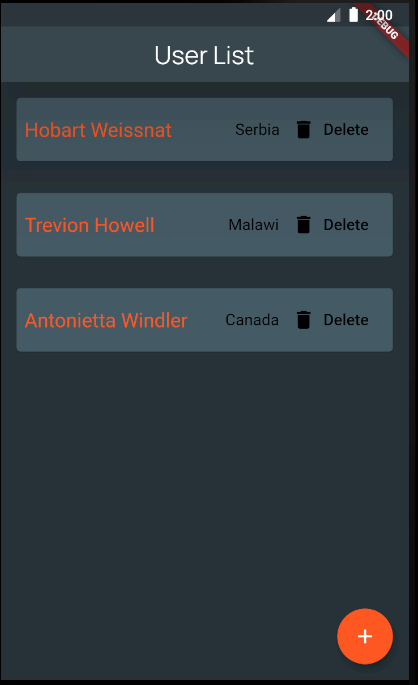 2:00
DEBUG
User List
Hobart Weissnat Serbia Delete
Trevion Howell Malawi Delete
Antonietta Windler Canada Delete
+